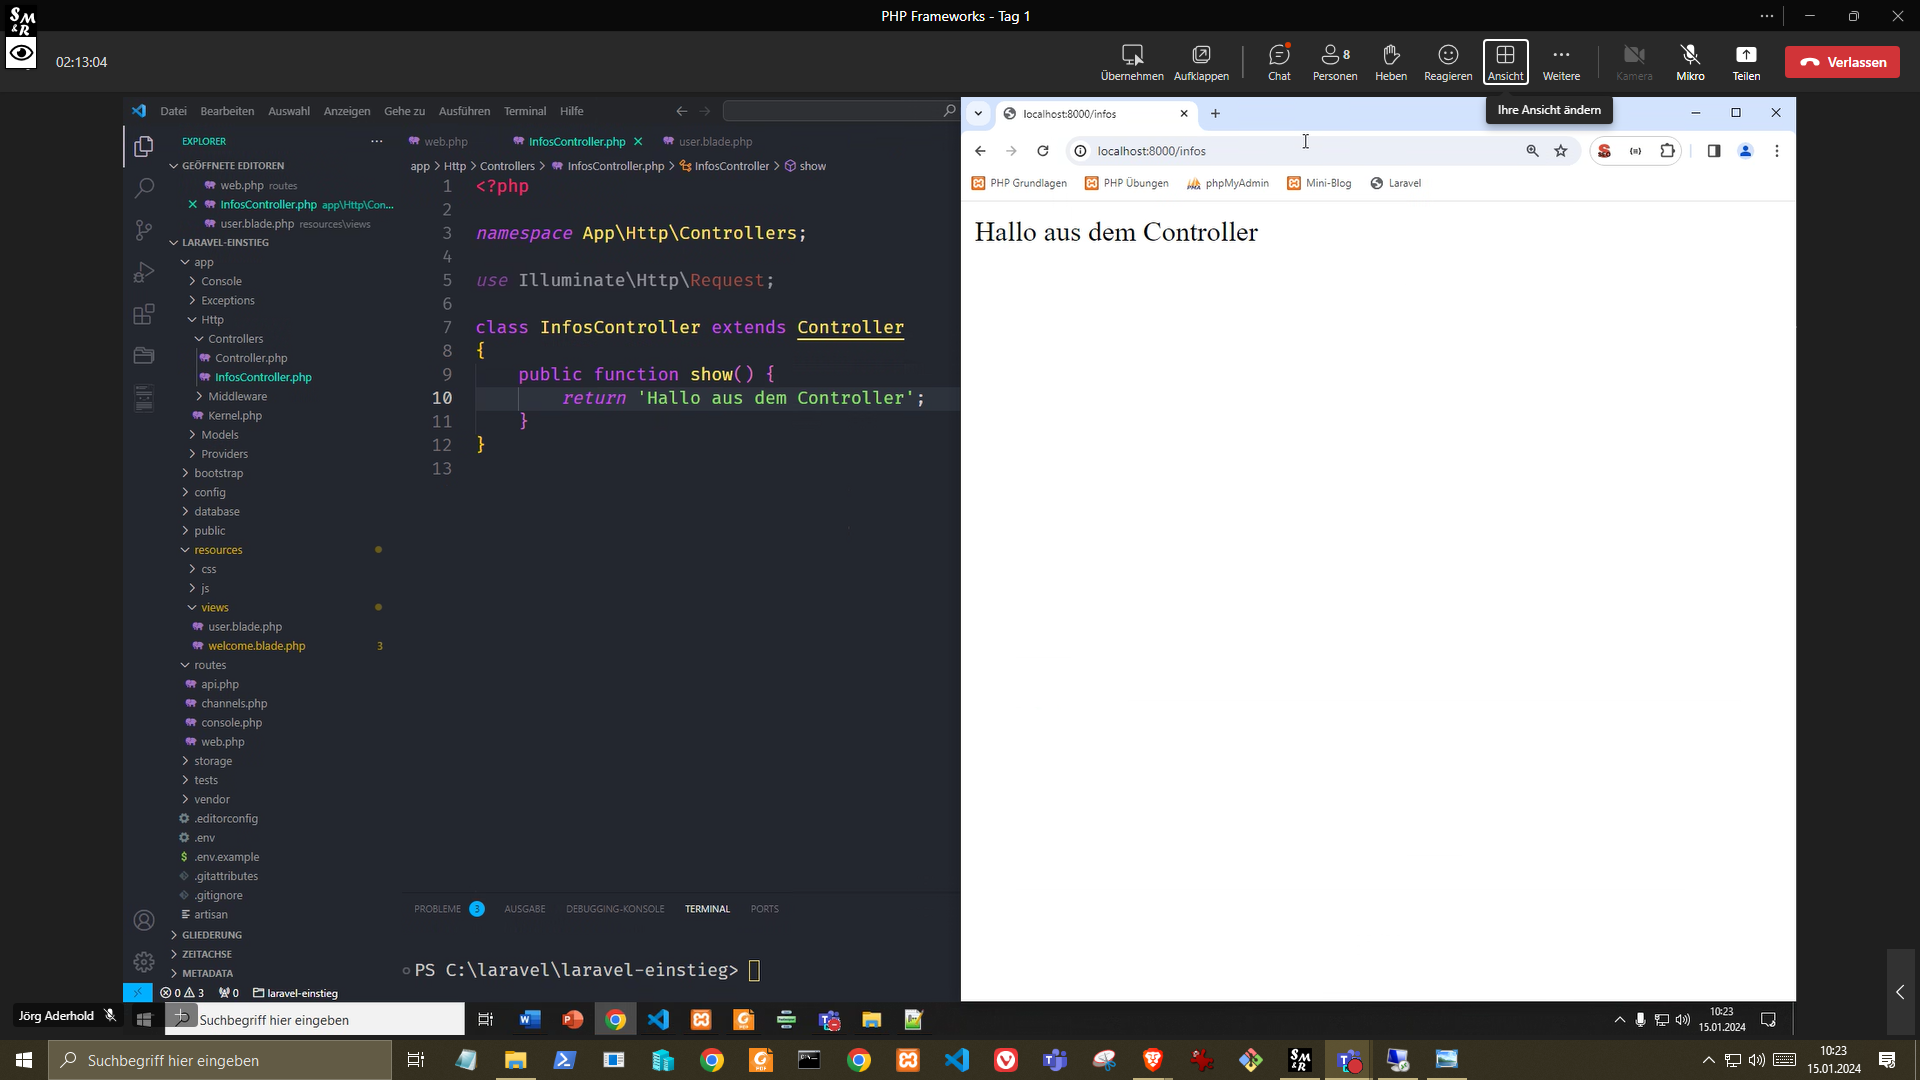 SM&R
PHP Frameworks - Tag 1
02:13:04
Übernehmen
Aufklappen
Chat
8
Personen
Heben
Reagieren
Ansicht
Weitere
Kamera
Mikro
Teilen
Verlassen
Ihre Ansicht ändern
Datei Bearbeiten Auswahl Anzeigen Gehe zu Ausführen Terminal Hilfe
EXPLORER
GEÖFFNETE EDITOREN
web.php routes
InfosController.php app\Http\Con...
user.blade.php resources\views
LARAVEL-EINSTIEG
app
Console
Exceptions
Http
Controllers
Controller.php
InfosController.php
Middleware
Kernel.php
Models
Providers
bootstrap
config
database
public
resources
css
js
views
user.blade.php
welcome.blade.php 3
routes
api.php
channels.php
console.php
web.php
storage
tests
vendor
.editorconfig
.env
.env.example
.gitattributes
.gitignore
artisan
GLIEDERUNG
ZEITACHSE
METADATA
web.php InfosController.php user.blade.php
app > Http > Controllers > InfosController.php > InfosController > show
1 <?php
2
3 namespace App\Http\Controllers;
4
5 use Illuminate\Http\Request;
6
7 class InfosController extends Controller
8 {
9 public function show() {
10 return 'Hallo aus dem Controller';
11 }
12 }
13
PROBLEME 3 AUSGABE DEBUGGING-KONSOLE TERMINAL PORTS
PS C:\laravel\laravel-einstieg>
0 3 0 laravel-einstieg
localhost:8000/infos
localhost:8000/infos
PHP Grundlagen PHP Übungen phpMyAdmin Mini-Blog Laravel
Hallo aus dem Controller
Jörg Aderhold
Suchbegriff hier eingeben
10:23
15.01.2024
Suchbegriff hier eingeben
10:23
15.01.2024